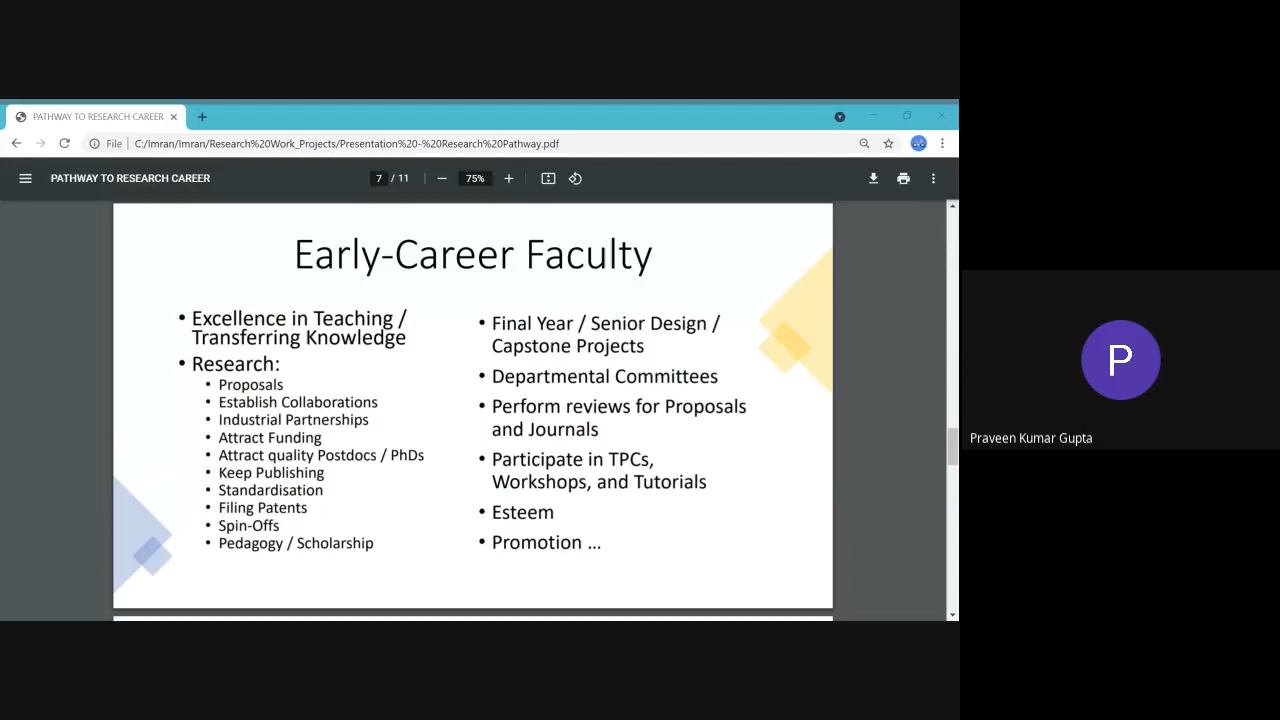 PATHWAY TO RESEARCH CAREER
File
C:/Imran/Imran/Research%20Work_Projects/Presentation%20-%20Research%20Pathway.pdf
PATHWAY TO RESEARCH CAREER
7 / 11
75%
Early-Career Faculty
• Excellence in Teaching /
Transferring Knowledge
• Research:
• Proposals
• Establish Collaborations
• Industrial Partnerships
• Attract Funding
• Attract quality Postdocs / PhDs
• Keep Publishing
• Standardisation
• Filing Patents
• Spin-Offs
• Pedagogy / Scholarship
• Final Year / Senior Design /
Capstone Projects
• Departmental Committees
• Perform reviews for Proposals
and Journals
• Participate in TPCs,
Workshops, and Tutorials
• Esteem
• Promotion ...
P
Praveen Kumar Gupta